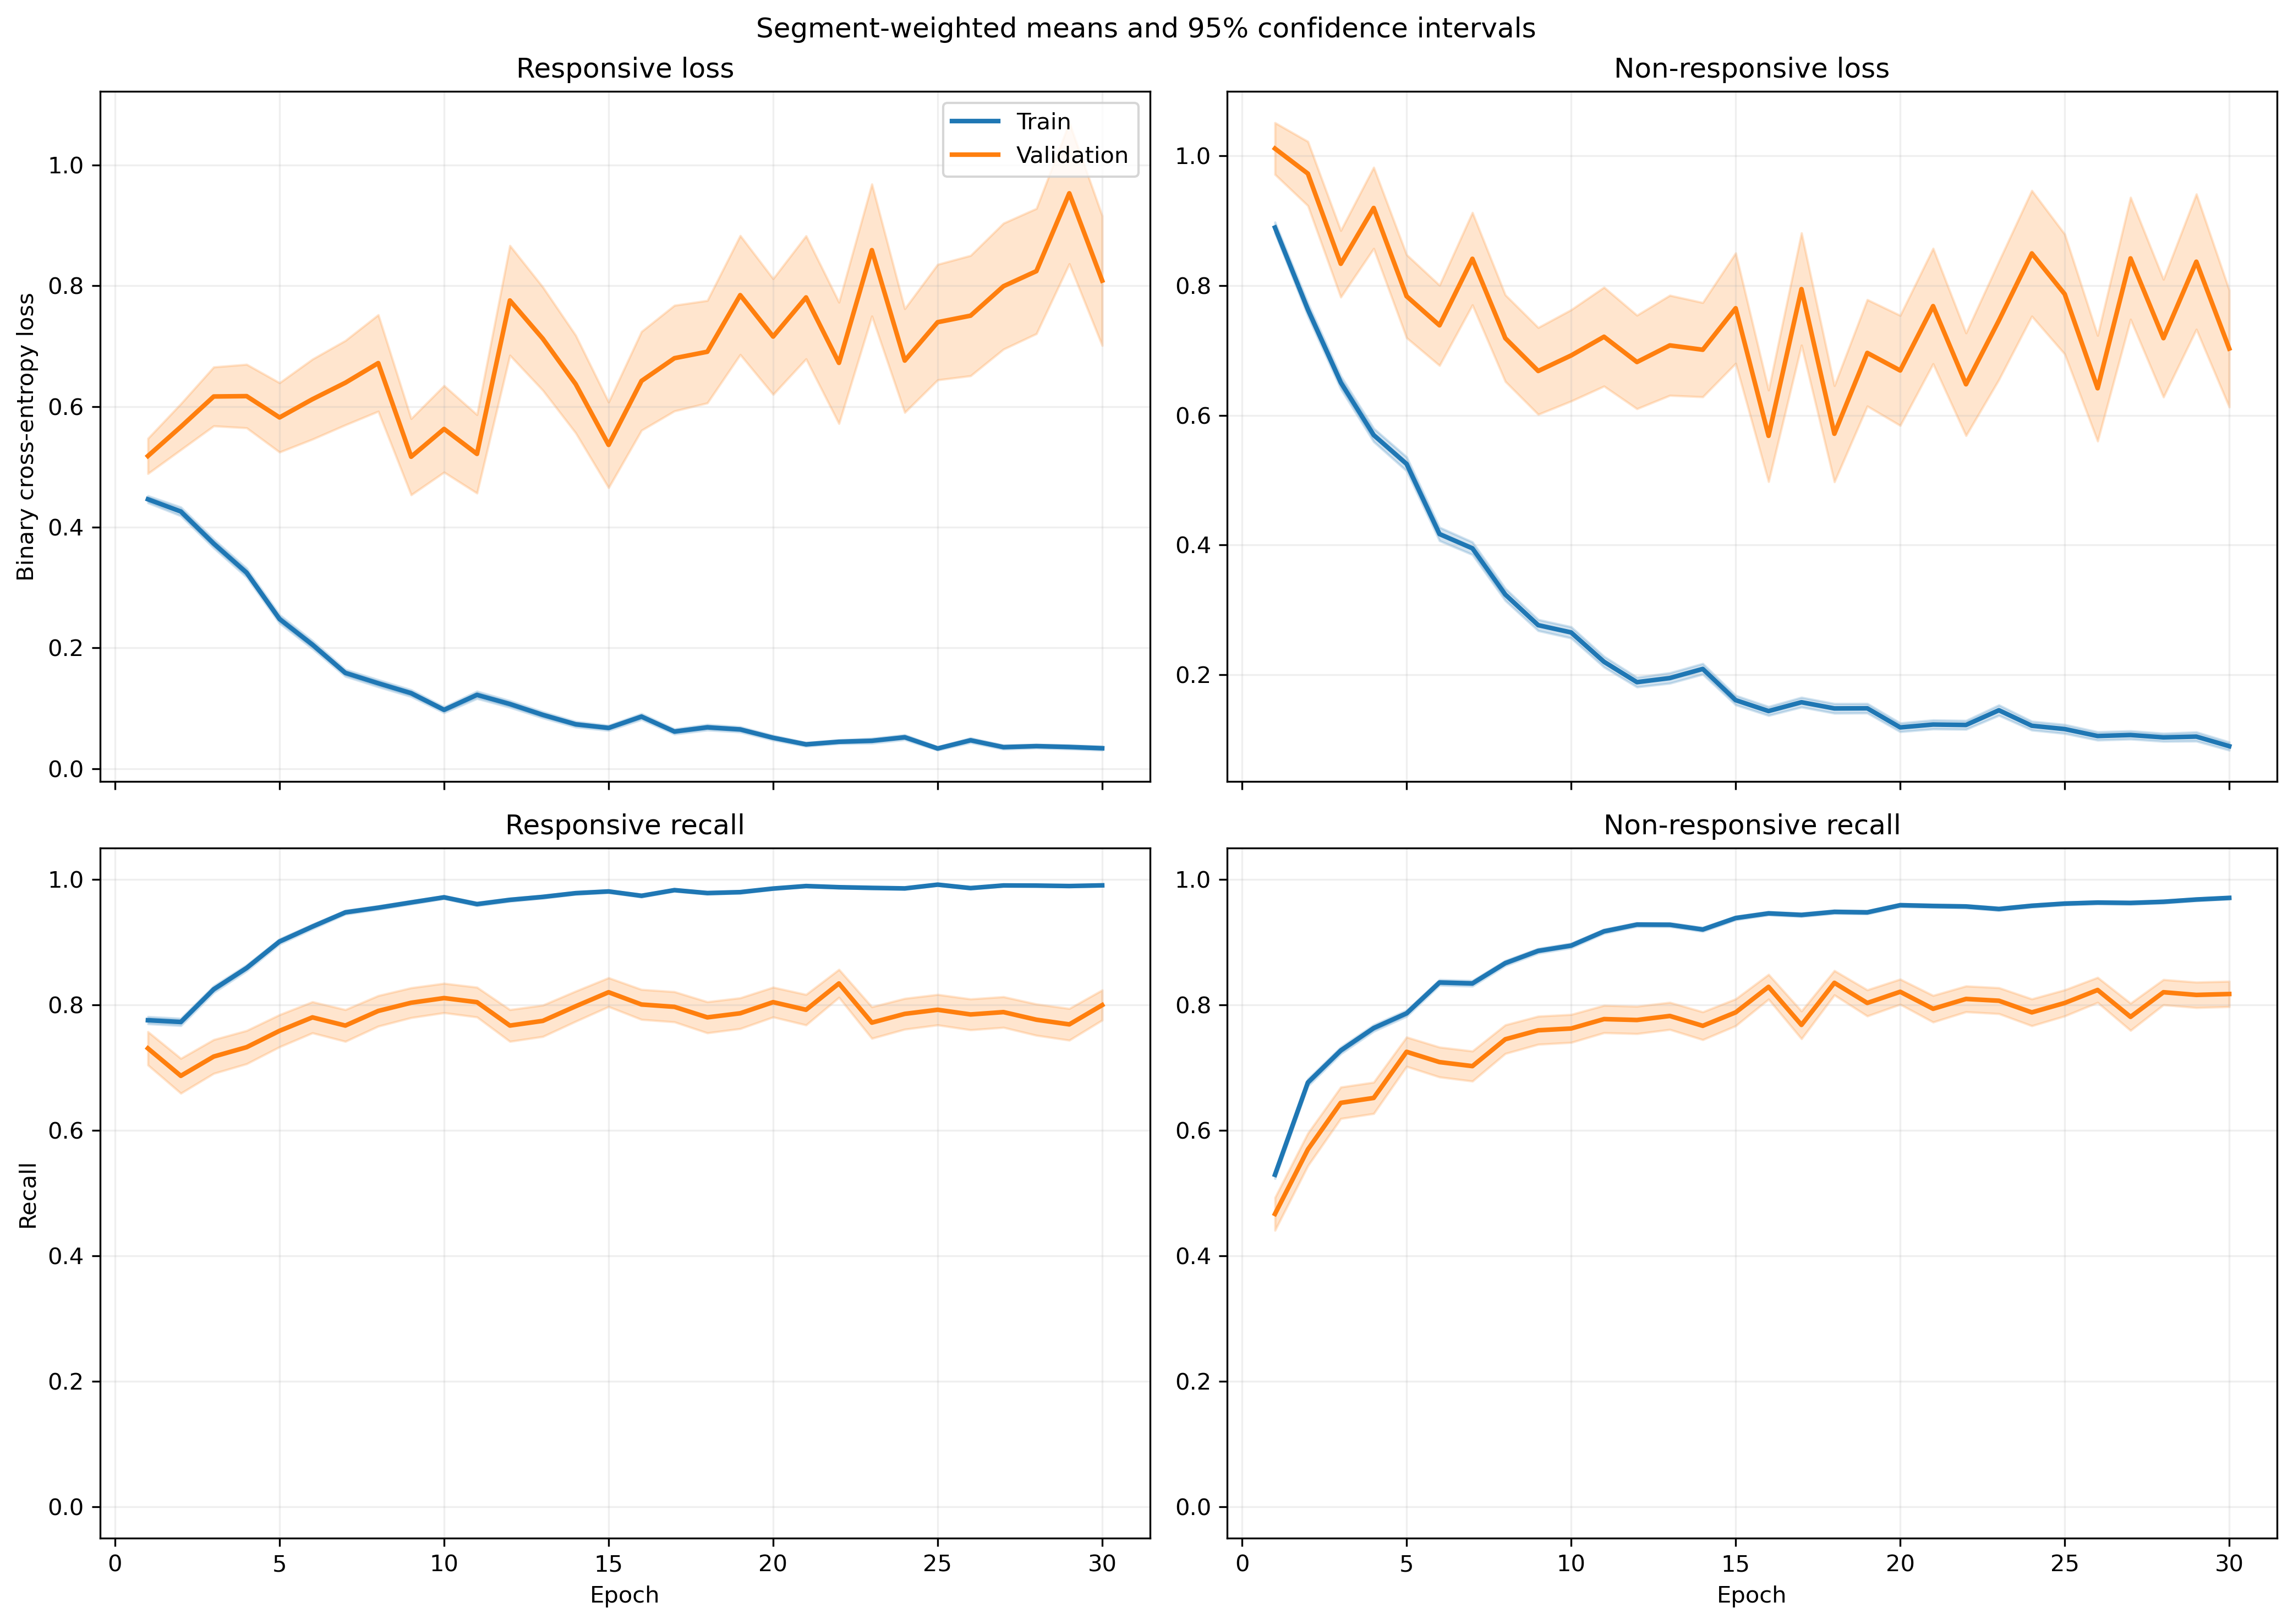 Segment-weighted means and 95% confidence intervals
Responsive loss
Non-responsive loss
Train
Validation
Binary cross-entropy loss
1.0
0.8
0.6
0.4
0.2
0.0
1.0
0.8
0.6
0.4
0.2
Responsive recall
Non-responsive recall
Recall
1.0
0.8
0.6
0.4
0.2
0.0
0 5 10 15 20 25 30
Epoch
1.0
0.8
0.6
0.4
0.2
0.0
0 5 10 15 20 25 30
Epoch